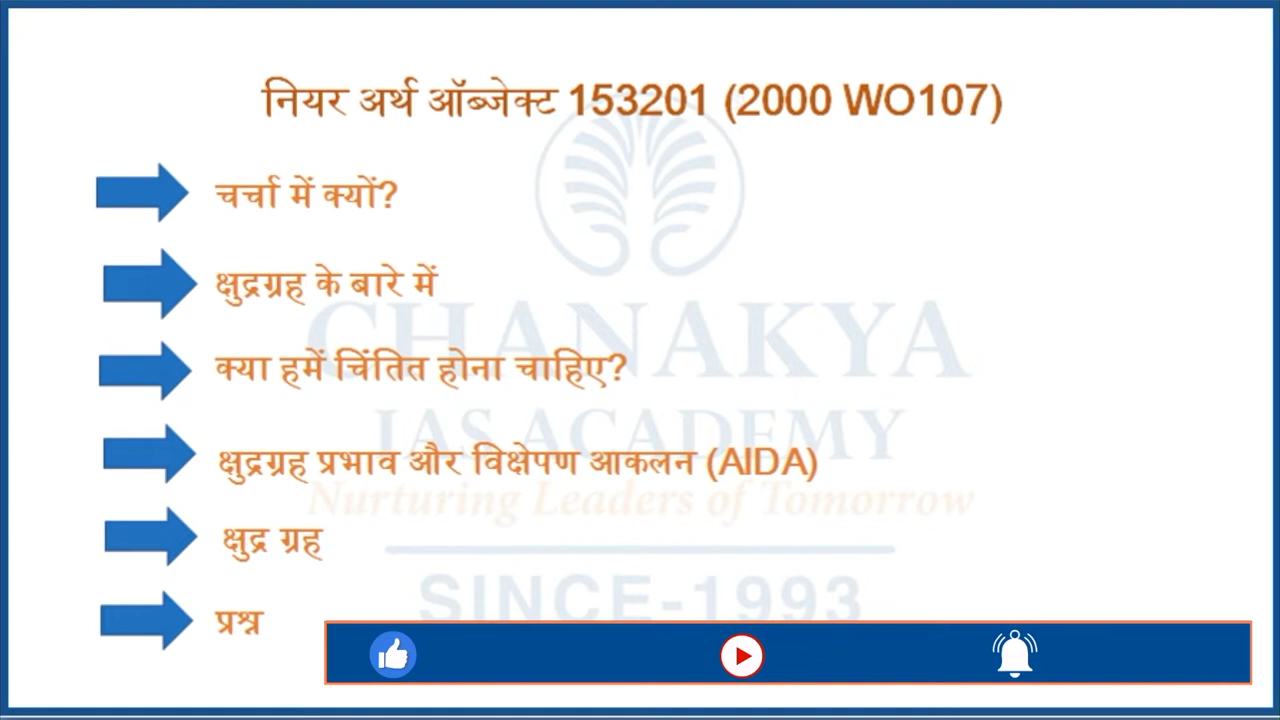 नियर अर्थ ऑब्जेक्ट 153201 (2000 WO107)
चर्चा में क्यों?
क्षुद्रग्रह के बारे में
CHANAKYA
क्या हमें चिंतित होना चाहिए?
IAS ACADEMY
क्षुद्रग्रह प्रभाव और विक्षेपण आकलन (AIDA)
Nurturing Leaders of Tomorrow
क्षुद्र ग्रह
SINCE-1993
प्रश्न